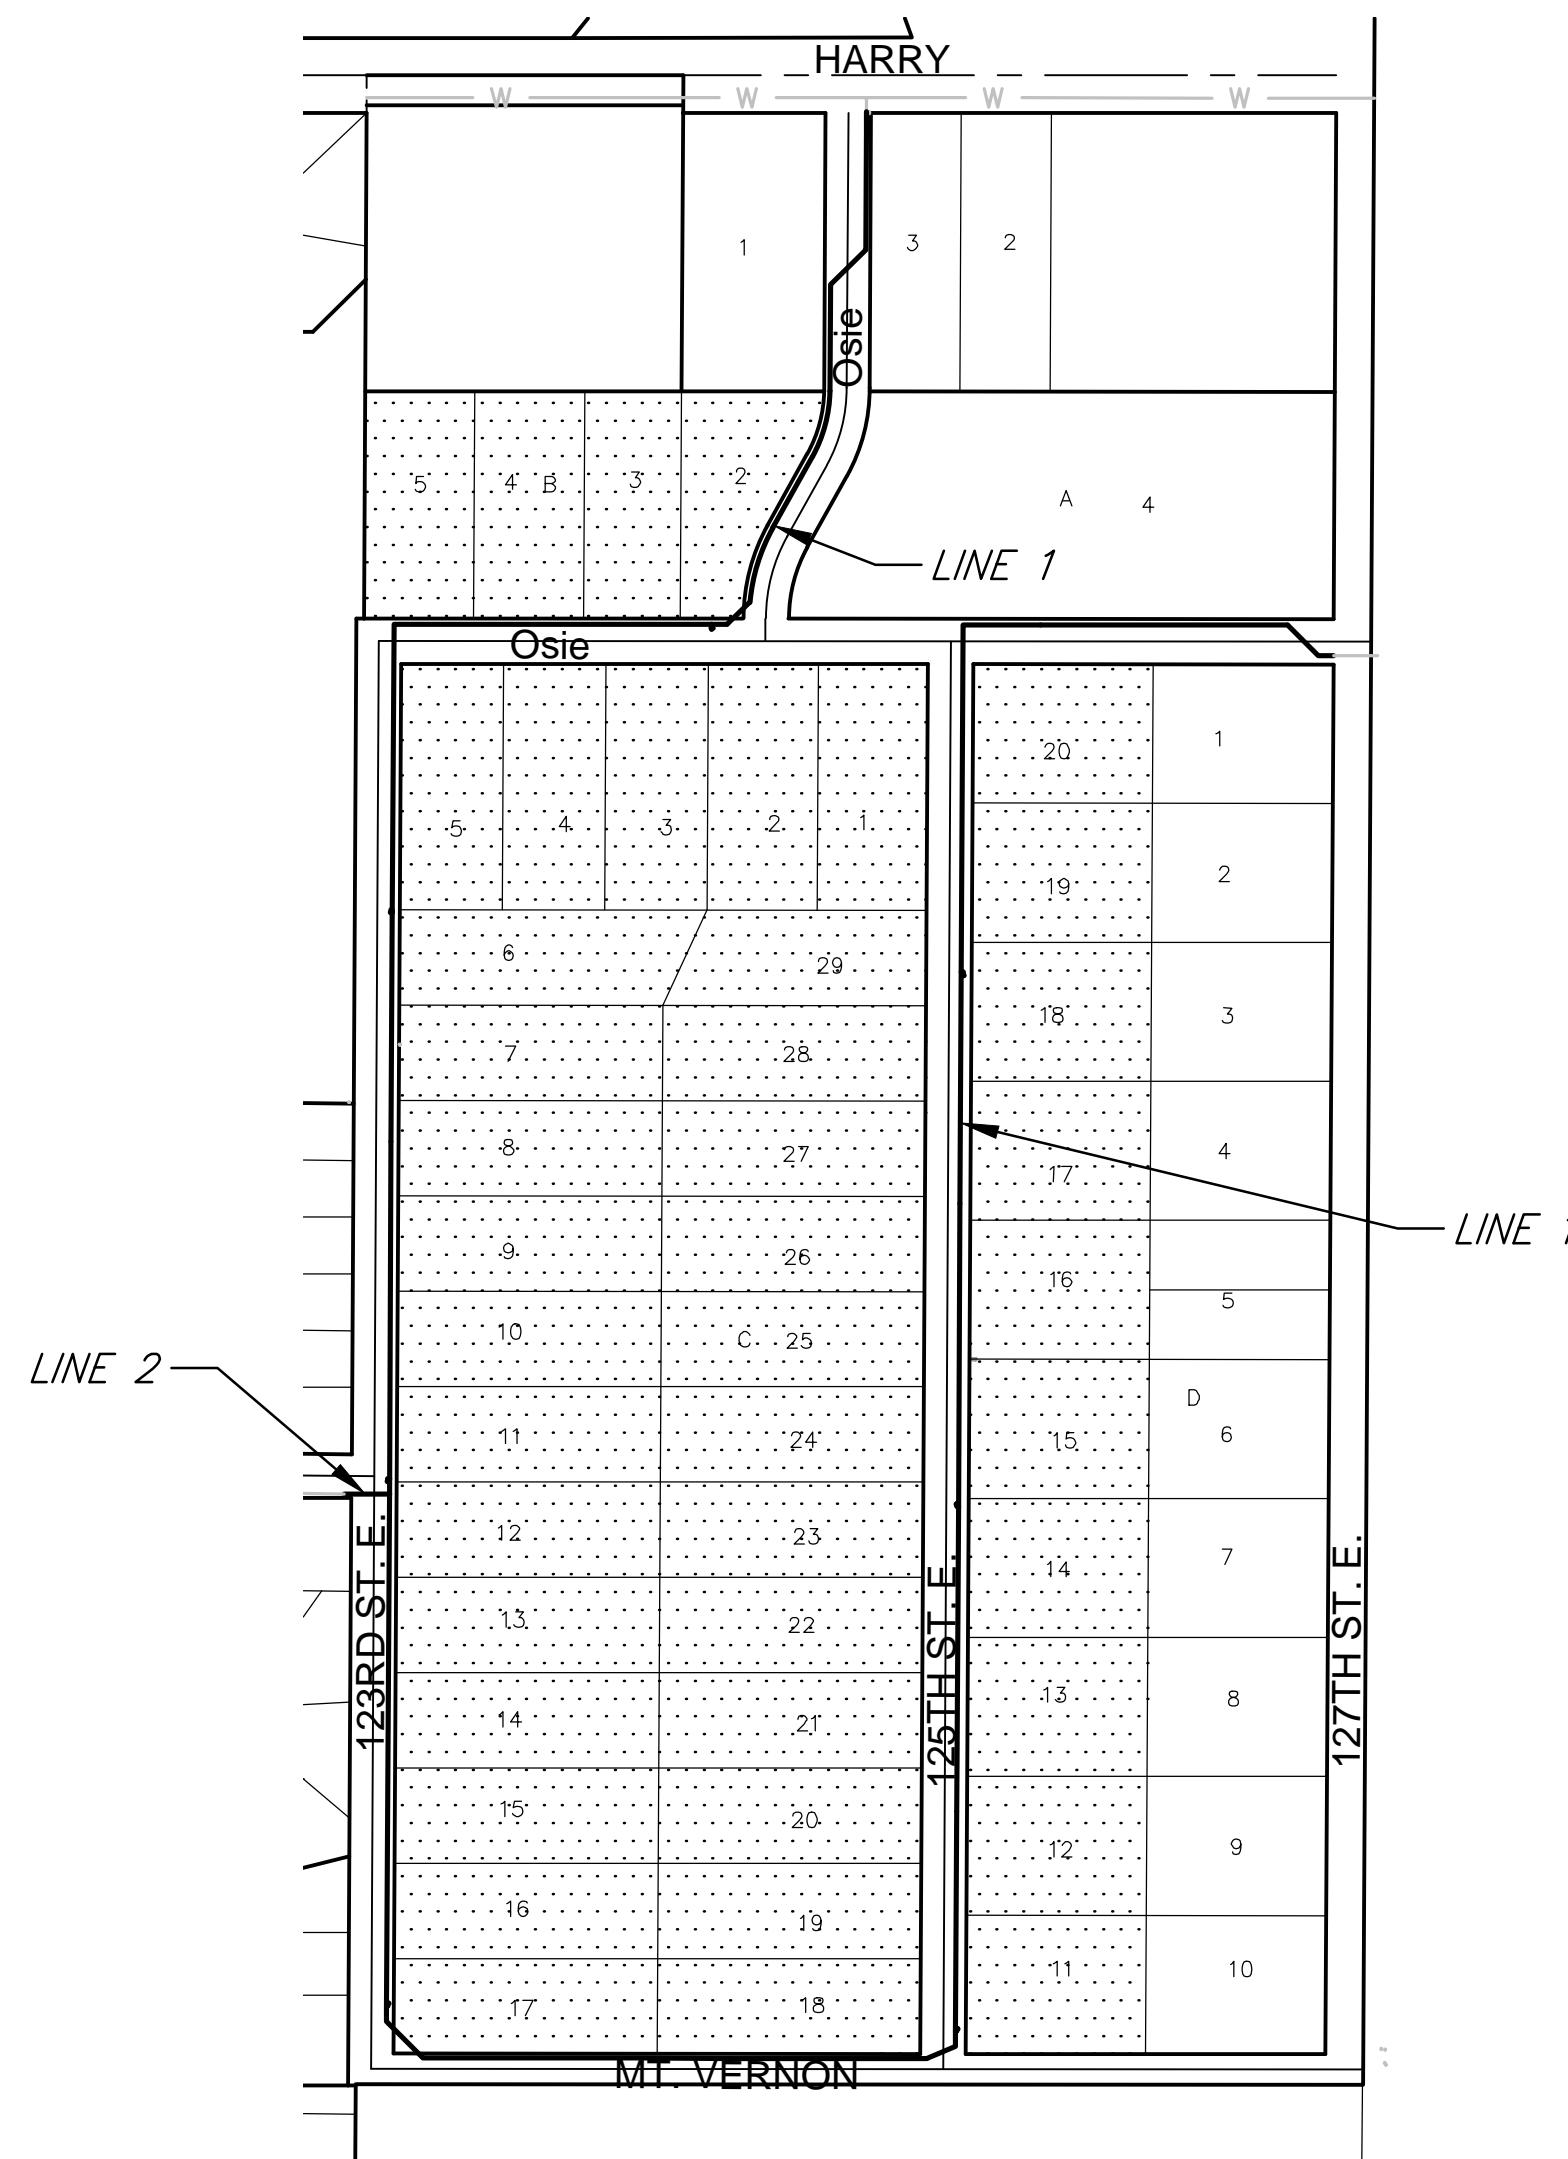 HARRY
W W W W
1 3 2
Osie
5 4 B 3 2
A 4
LINE 1
Osie
20 1
5 4 3 2 1
19 2
6 29
18 3
7 28
8 27
17 4
LINE 1
9 26
16 5
10 C 25
LINE 2
D
11 24
15 6
12 23
14 7
13 22
123RD ST. E.
125TH ST. E.
127TH ST. E.
13 8
14 21
15 20
12 9
16 19
11 10
17 18
MT. VERNON